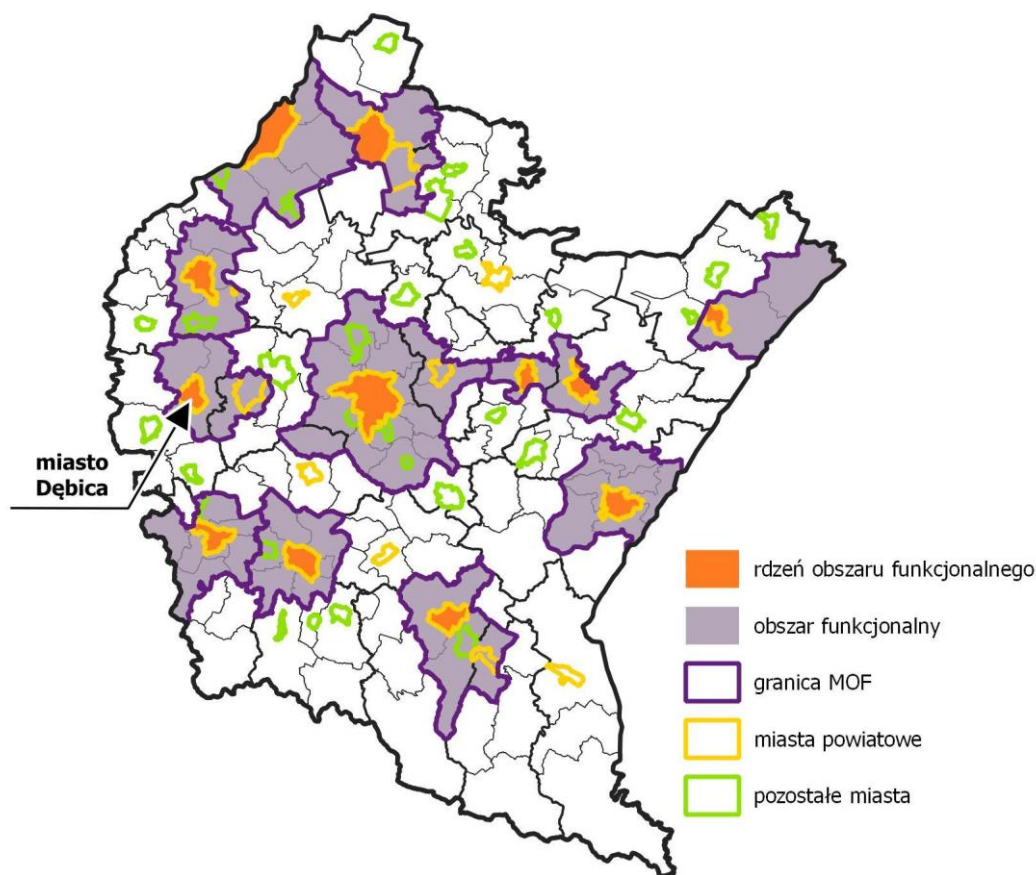 miasto
Dębica
rdzeń obszaru funkcjonalnego
obszar funkcjonalny
granica MOF
miasta powiatowe
pozostałe miasta